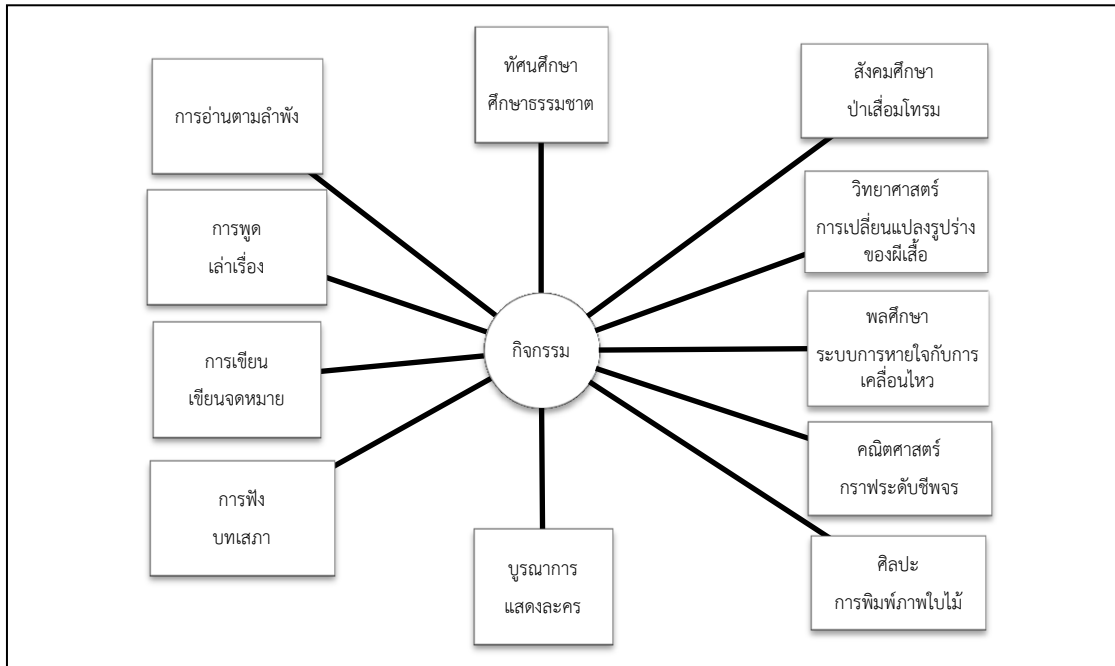 การอ่านตามลำพัง
ทัศนศึกษา
ศึกษาธรรมชาต
สังคมศึกษา
ป่าเสื่อมโทรม
การพูด
เล่าเรื่อง
วิทยาศาสตร์
การเปลี่ยนแปลงรูปร่าง
ของผีเสื้อ
กิจกรรม
การเขียน
เขียนจดหมาย
พลศึกษา
ระบบการหายใจกับการ
เคลื่อนไหว
การฟัง
บทเสภา
คณิตศาสตร์
กราฟระดับชีพจร
บูรณาการ
แสดงละคร
ศิลปะ
การพิมพ์ภาพใบไม้